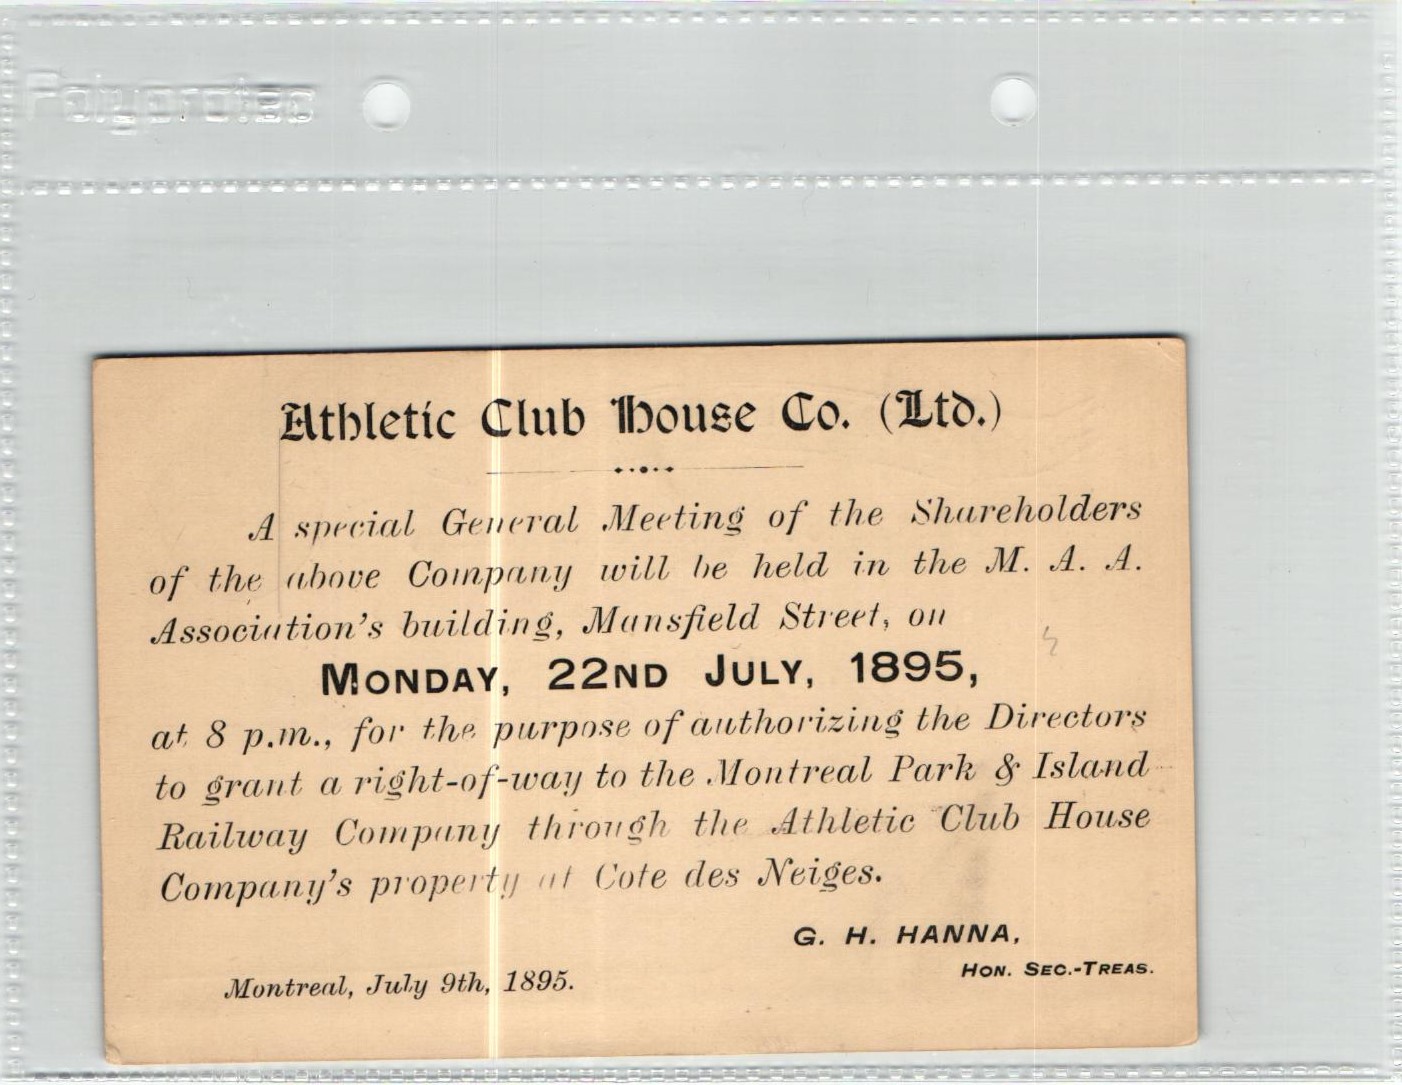 Polyprotec
Athletic Club House Co. (Ltd.)
A special General Meeting of the Shareholders
of the above Company will be held in the M. A. A.
Association's building, Mansfield Street, on
MONDAY, 22ND JULY, 1895,
at 8 p.m., for the purpose of authorizing the Directors
to grant a right-of-way to the Montreal Park & Island
Railway Company through the Athletic Club House
Company's property at Cote des Neiges.
G. H. HANNA,
HON. SEC.-TREAS.
Montreal, July 9th, 1895.